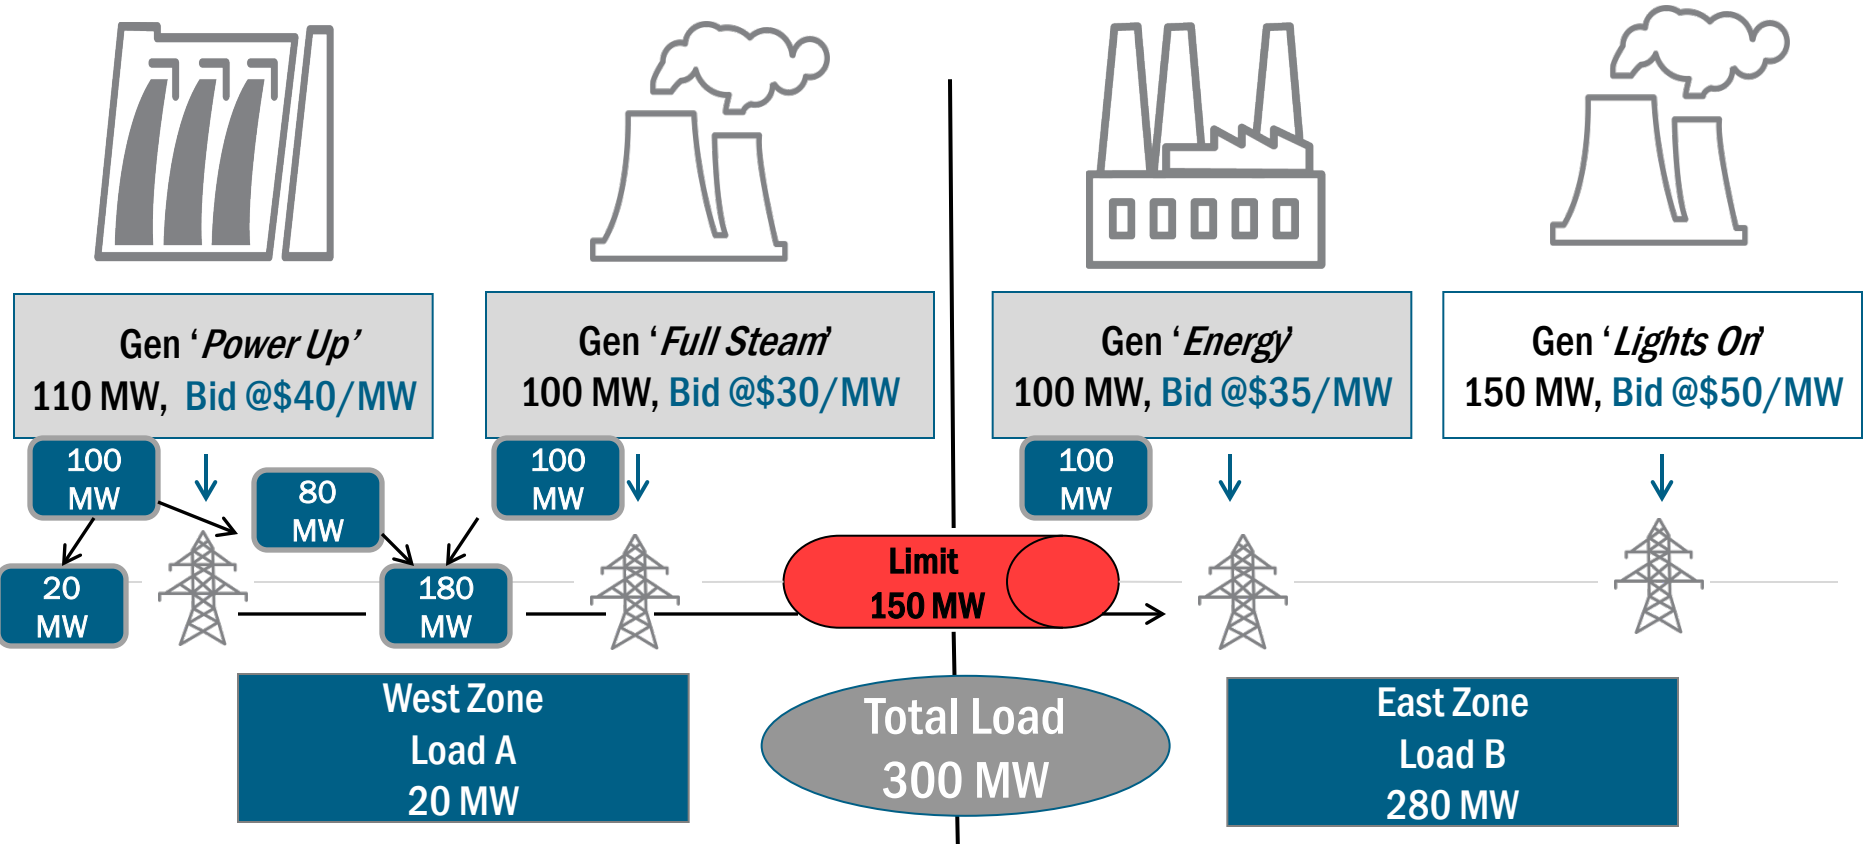 Gen ‘Power Up’
110 MW, Bid @$40/MW
Gen ‘Full Steam’
100 MW, Bid @$30/MW
Gen ‘Energy’
100 MW, Bid @$35/MW
Gen ‘Lights On’
150 MW, Bid @$50/MW
100
MW
80
MW
100
MW
100
MW
20
MW
180
MW
Limit
150 MW
West Zone
Load A
20 MW
Total Load
300 MW
East Zone
Load B
280 MW